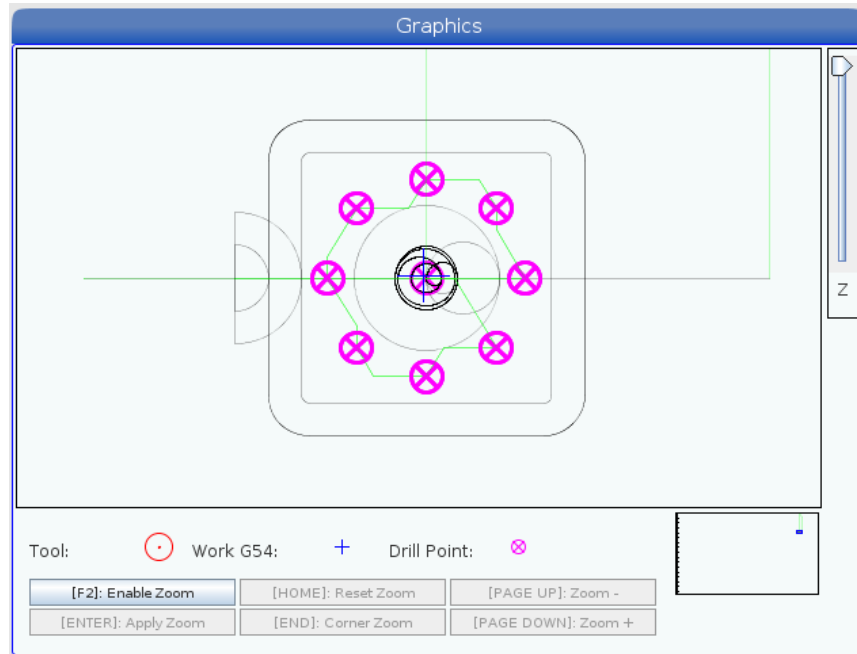 Graphics
Z
Tool: Work G54: Drill Point:
[F2]: Enable Zoom [HOME]: Reset Zoom [PAGE UP]: Zoom -
[ENTER]: Apply Zoom [END]: Corner Zoom [PAGE DOWN]: Zoom +